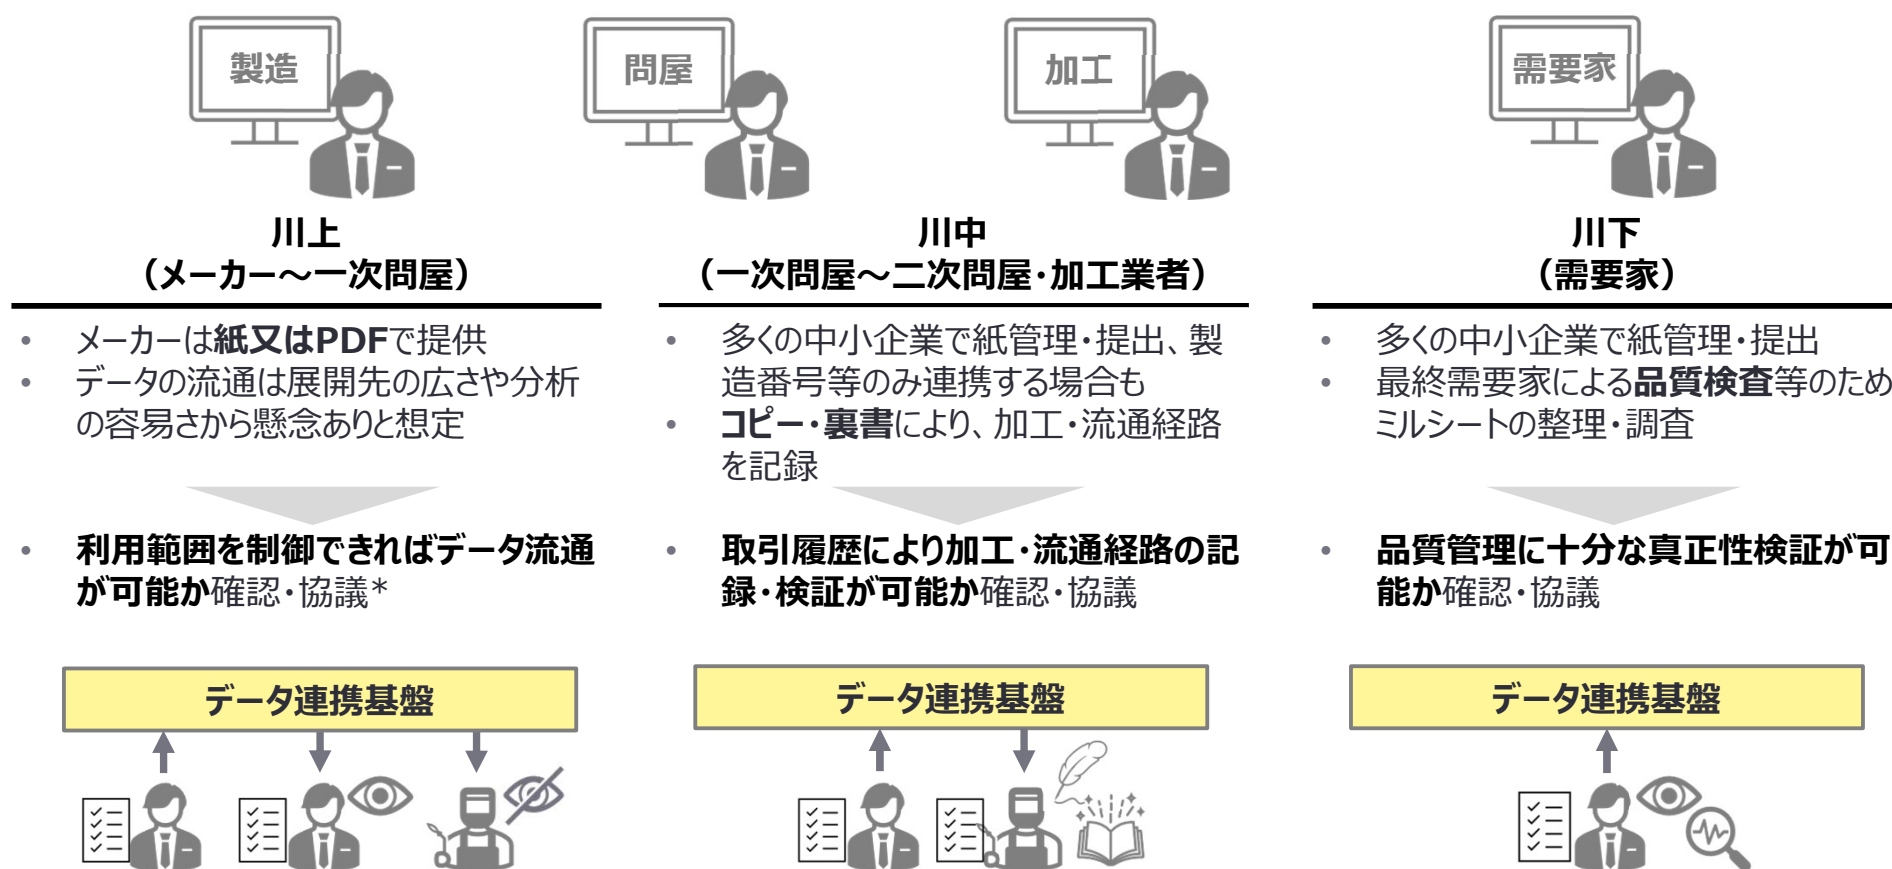 製造
問屋
加工
需要家
川上
（メーカー～一次問屋）
• メーカーは紙又はPDFで提供
• データの流通は展開先の広さや分析
の容易さから懸念ありと想定
• 利用範囲を制御できればデータ流通
が可能か確認・協議*
データ連携基盤
川中
（一次問屋～二次問屋・加工業者）
• 多くの中小企業で紙管理・提出、製
造番号等のみ連携する場合も
• コピー・裏書により、加工・流通経路
を記録
• 取引履歴により加工・流通経路の記
録・検証が可能か確認・協議
データ連携基盤
川下
（需要家）
• 多くの中小企業で紙管理・提出
• 最終需要家による品質検査等のため
ミルシートの整理・調査
• 品質管理に十分な真正性検証が可
能か確認・協議
データ連携基盤